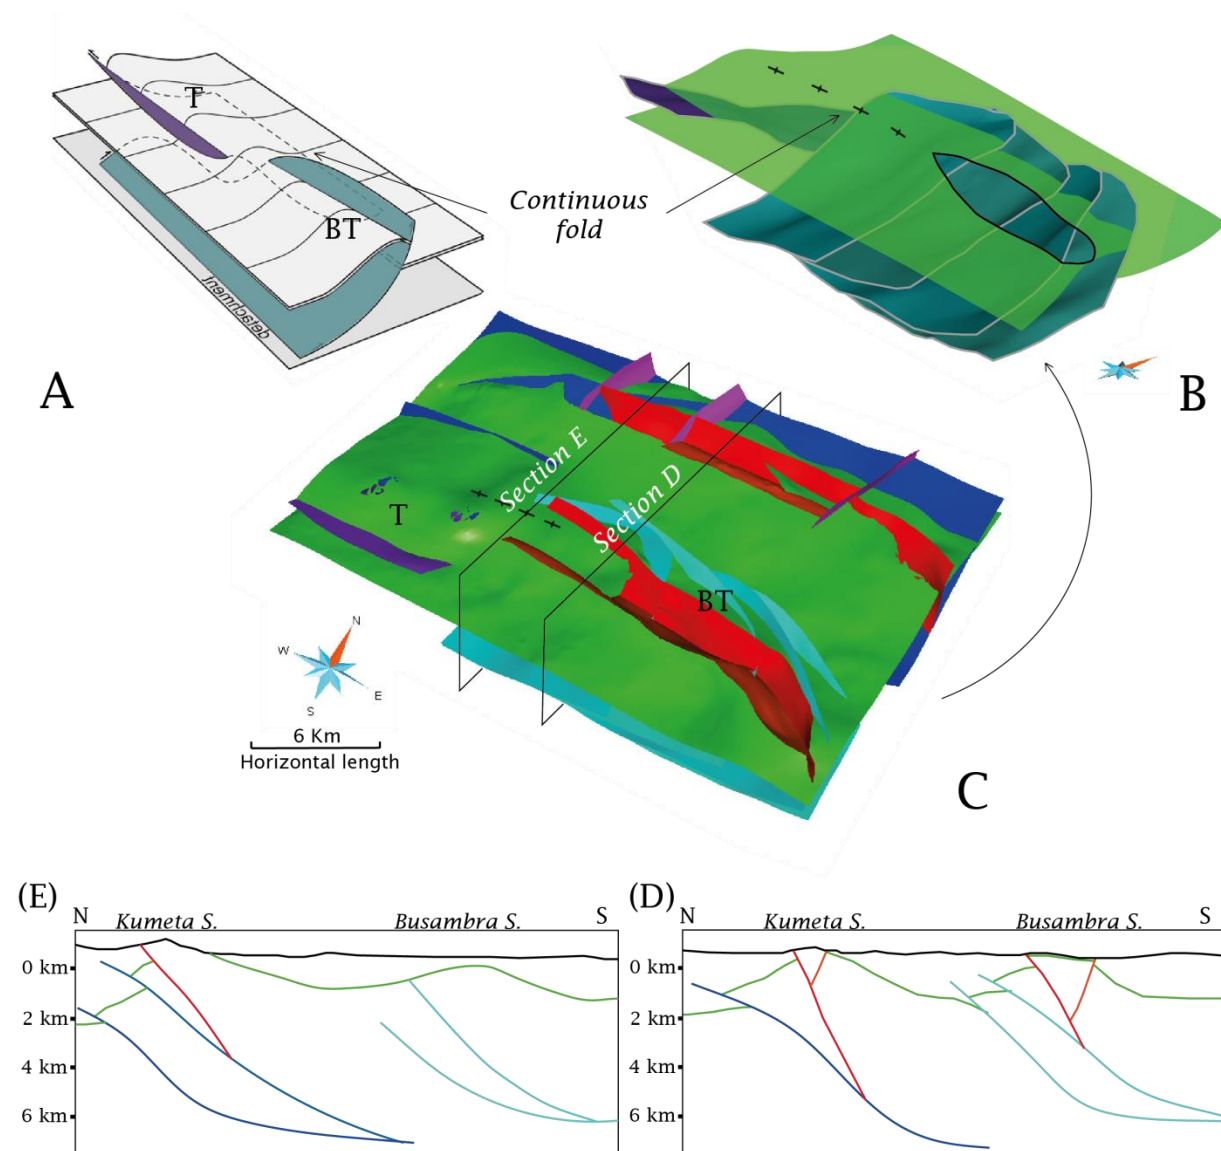 T
BT
detachment
A
Continuous
fold
B
Section E
Section D
T
BT
N
W
E
S
6 Km
Horizontal length
C
(E)
N
Kumeta S.
Busambra S.
S
0 km
2 km
4 km
6 km
(D)
N
Kumeta S.
Busambra S.
S
0 km
2 km
4 km
6 km